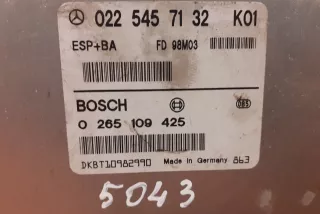 022 545 71 32 K01
ESP+BA FD 98M03
BOSCH
0 265 109 425
DKBT10982990 Made in Germany 863
5043